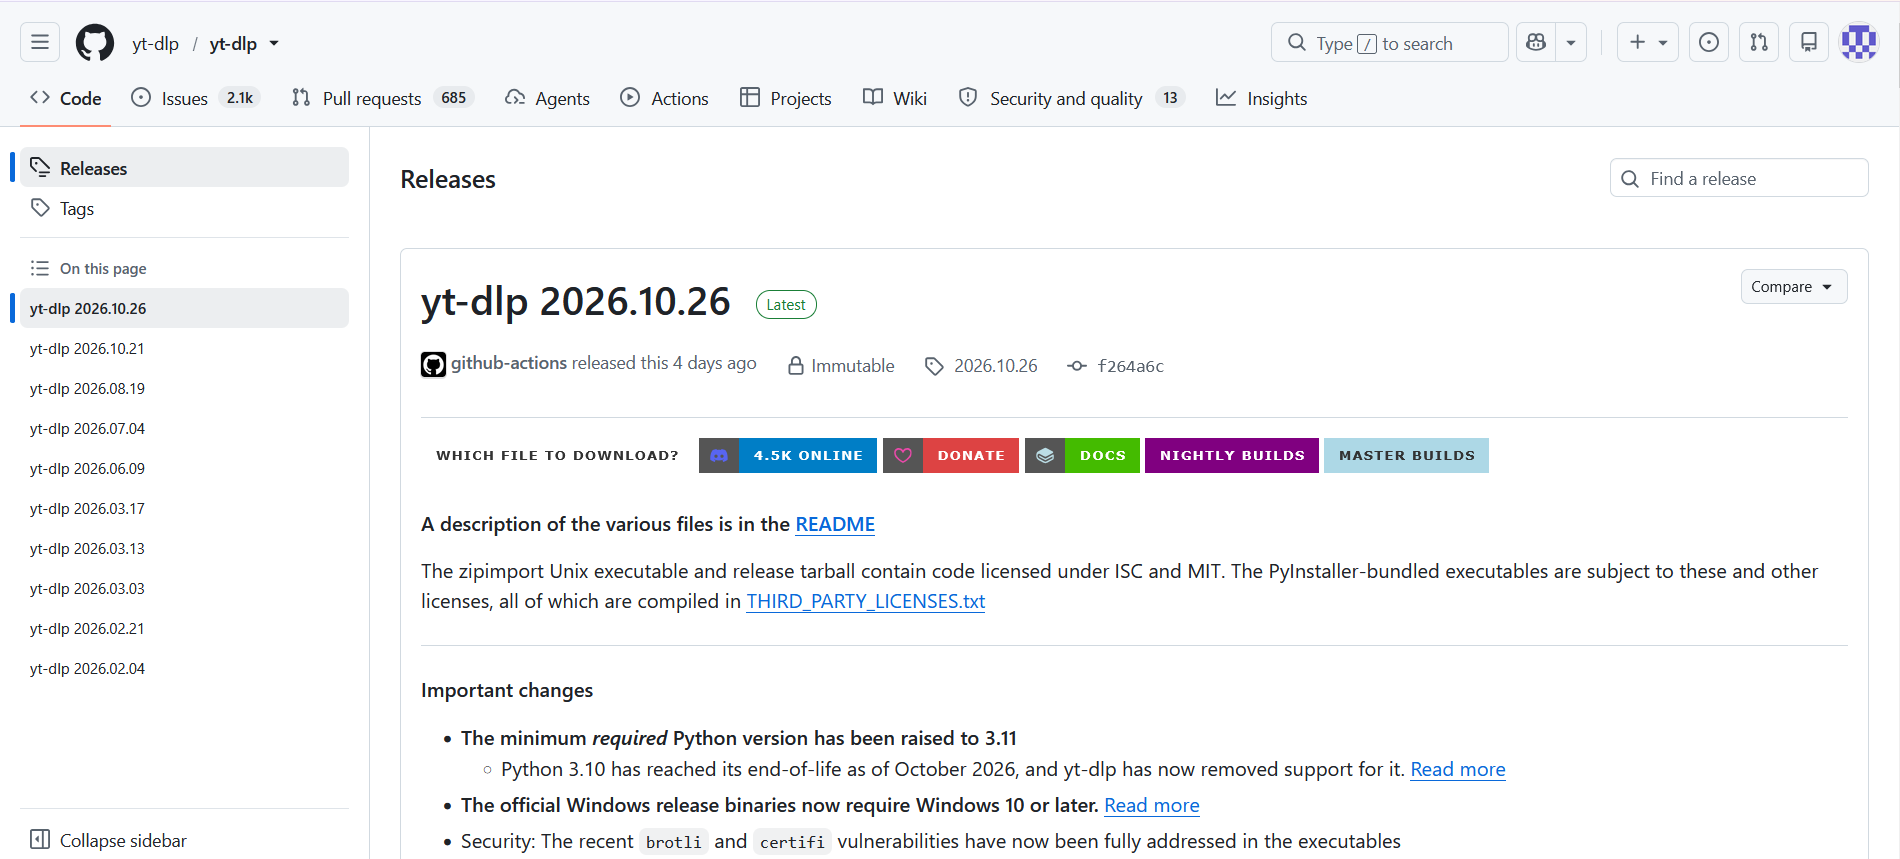 yt-dlp / yt-dlp
Type / to search
Code
Issues 2.1k
Pull requests 685
Agents
Actions
Projects
Wiki
Security and quality 13
Insights
Releases
Tags
On this page
yt-dlp 2026.10.26
yt-dlp 2026.10.21
yt-dlp 2026.08.19
yt-dlp 2026.07.04
yt-dlp 2026.06.09
yt-dlp 2026.03.17
yt-dlp 2026.03.13
yt-dlp 2026.03.03
yt-dlp 2026.02.21
yt-dlp 2026.02.04
Collapse sidebar
Releases
Find a release
yt-dlp 2026.10.26 Latest
Compare
github-actions released this 4 days ago Immutable 2026.10.26 f264a6c
WHICH FILE TO DOWNLOAD? 4.5K ONLINE DONATE DOCS NIGHTLY BUILDS MASTER BUILDS
A description of the various files is in the README
The zipimport Unix executable and release tarball contain code licensed under ISC and MIT. The PyInstaller-bundled executables are subject to these and other
licenses, all of which are compiled in THIRD_PARTY_LICENSES.txt
Important changes
• The minimum required Python version has been raised to 3.11
○ Python 3.10 has reached its end-of-life as of October 2026, and yt-dlp has now removed support for it. Read more
• The official Windows release binaries now require Windows 10 or later. Read more
• Security: The recent brotli and certifi vulnerabilities have now been fully addressed in the executables